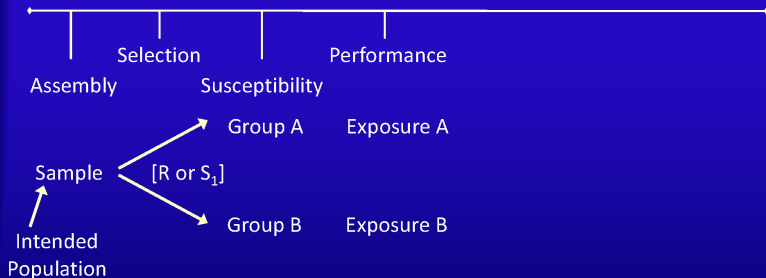 Selection Performance
Assembly Susceptibility
Group A Exposure A
Sample [R or S1]
Group B Exposure B
Intended
Population